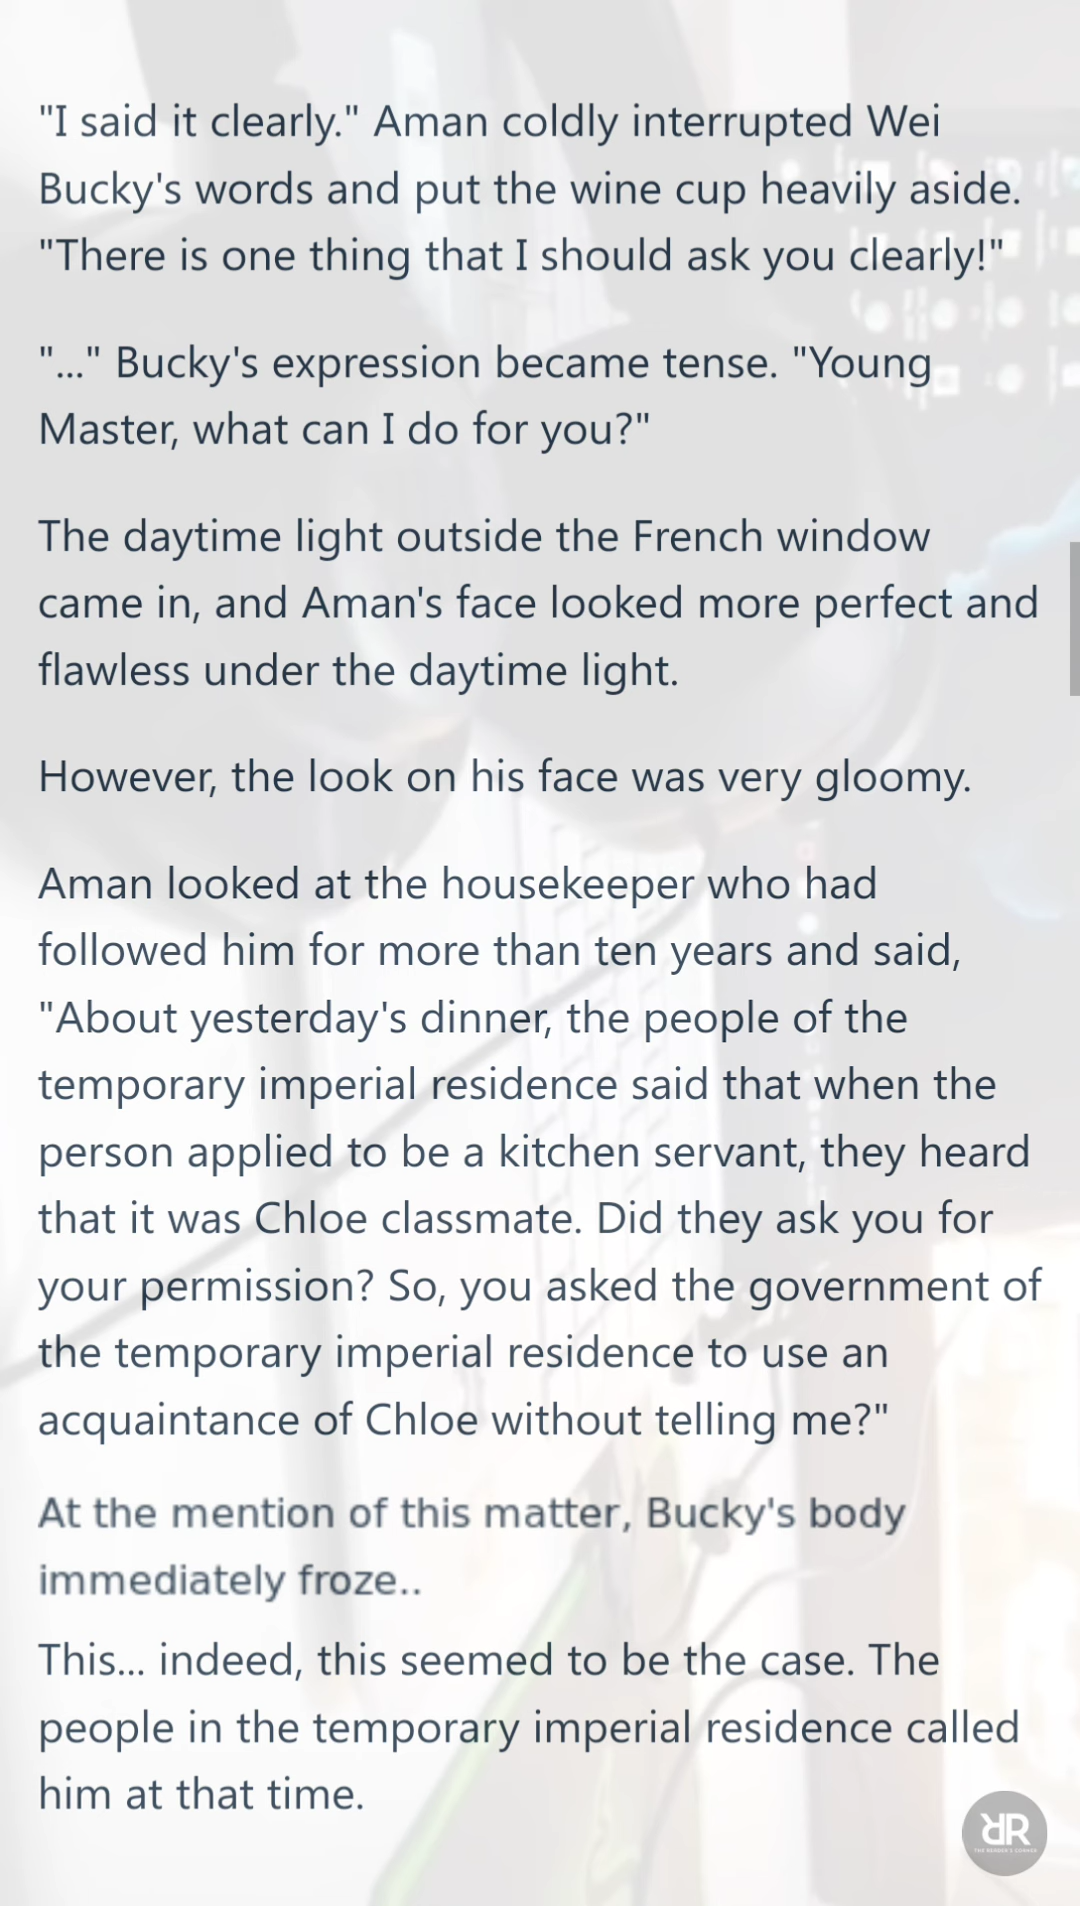 "I said it clearly." Aman coldly interrupted Wei
Bucky's words and put the wine cup heavily aside.
"There is one thing that I should ask you clearly!"
"..." Bucky's expression became tense. "Young
Master, what can I do for you?"
The daytime light outside the French window
came in, and Aman's face looked more perfect and
flawless under the daytime light.
However, the look on his face was very gloomy.
Aman looked at the housekeeper who had
followed him for more than ten years and said,
"About yesterday's dinner, the people of the
temporary imperial residence said that when the
person applied to be a kitchen servant, they heard
that it was Chloe classmate. Did they ask you for
your permission? So, you asked the government of
the temporary imperial residence to use an
acquaintance of Chloe without telling me?"
At the mention of this matter, Bucky's body
immediately froze..
This... indeed, this seemed to be the case. The
people in the temporary imperial residence called
him at that time.